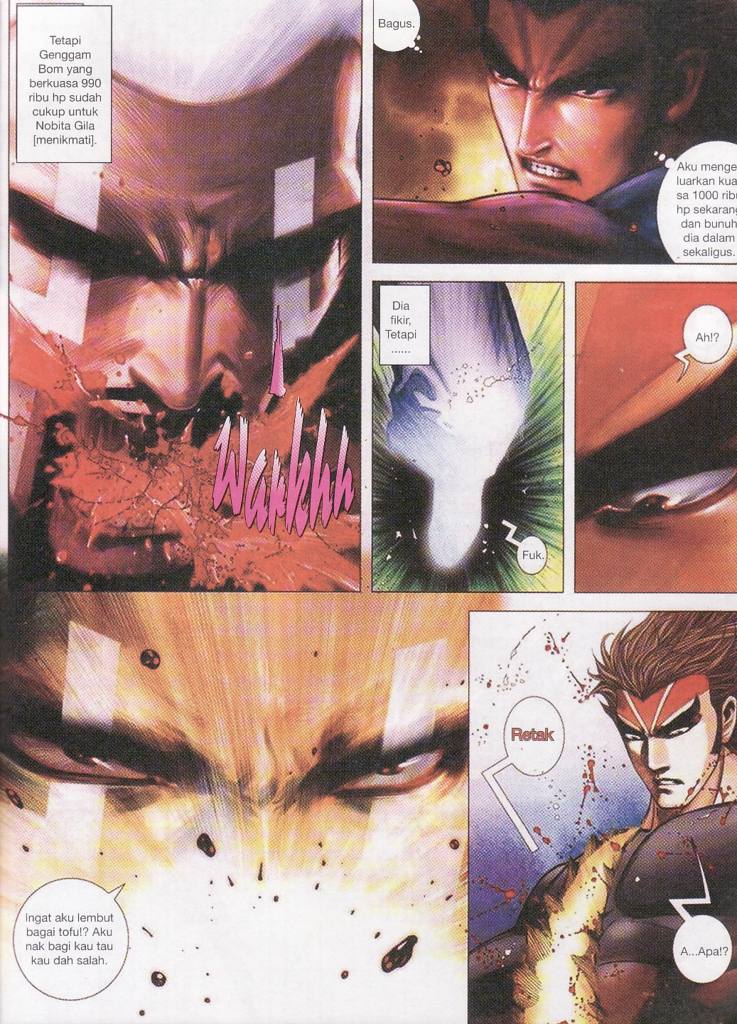 Tetapi
Genggam
Bom yang
berkuasa 990
ribu hp sudah
cukup untuk
Nobita Gila
[menikmati].
Bagus.
Aku menge
luarkan kua
sa 1000 ribu
hp sekarang
dan bunuh
dia dalam
sekaligus.
Warkhh
!
Dia
fikir,
Tetapi
......
Fuk.
Ah!?
Ingat aku lembut
bagai tofu!? Aku
nak bagi kau tau
kau dah salah.
Retak
A...Apa!?